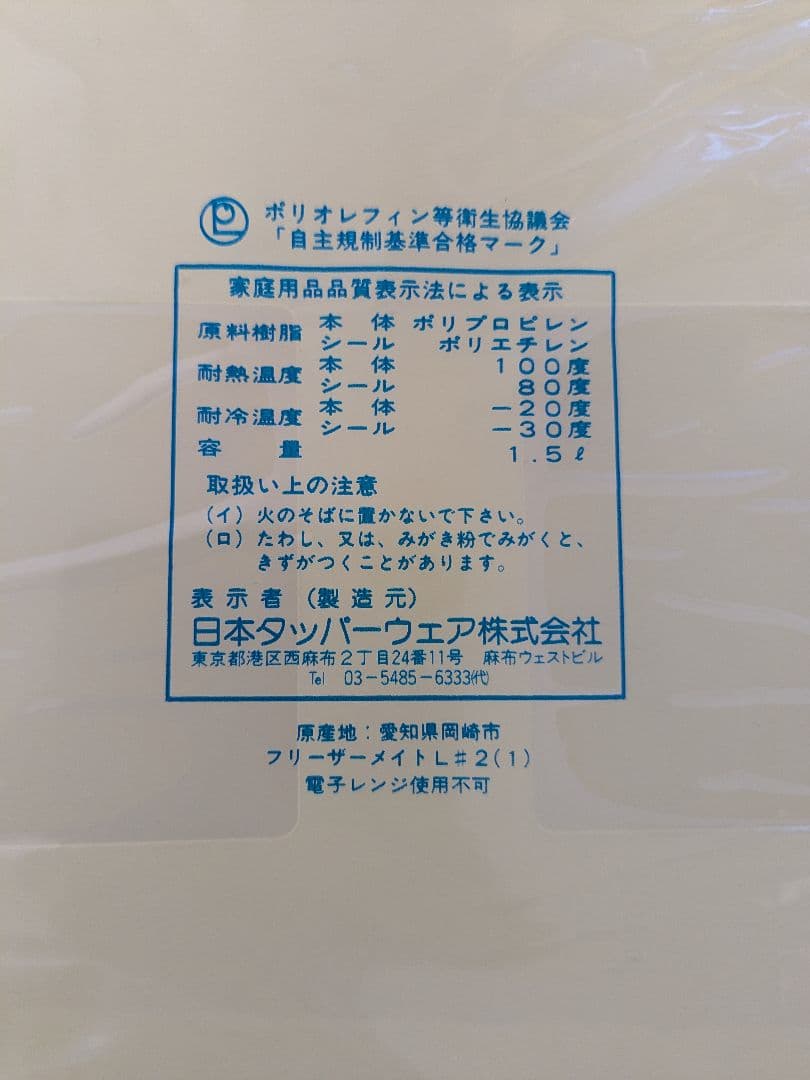 ポリオレフィン等衛生協議会
「自主規制基準合格マーク」
家庭用品品質表示法による表示
原料樹脂 本体 ポリプロピレン
シール ポリエチレン
耐熱温度 本体 100度
シール 80度
耐冷温度 本体 −20度
シール −30度
容量 1.5ℓ
取扱い上の注意
(イ) 火のそばに置かないで下さい。
(ロ) たわし、又は、みがき粉でみがくと、
きずがつくことがあります。
表示者 (製造元)
日本タッパーウェア株式会社
東京都港区西麻布2丁目24番11号 麻布ウェストビル
Tel 03−5485−6333(代)
原産地：愛知県岡崎市
フリーザーメイトL♯2(1)
電子レンジ使用不可